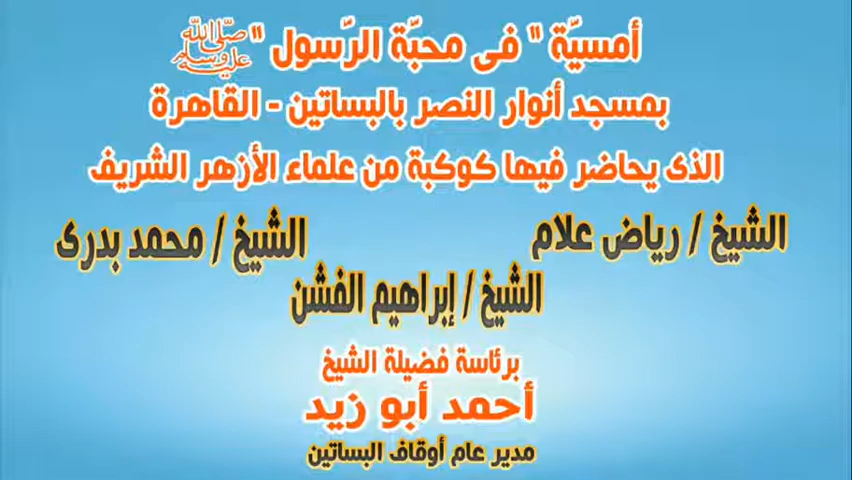 أمسيّة " فى محبّة الرّسول " ﷺ
بمسجد أنوار النصر بالبساتين - القاهرة
الذى يحاضر فيها كوكبة من علماء الأزهر الشريف
الشيخ / رياض علام
الشيخ / محمد بدرى
الشيخ / إبراهيم الفشن
برئاسة فضيلة الشيخ
أحمد أبو زيد
مدير عام أوقاف البساتين